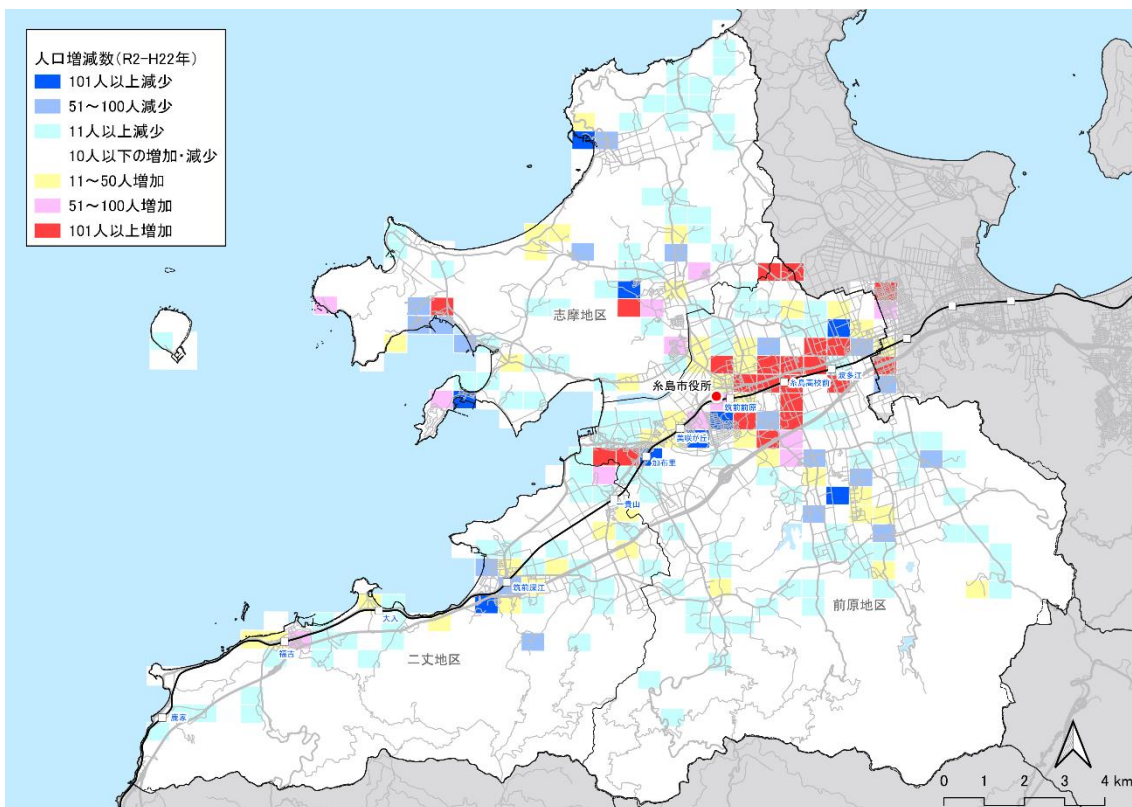 人口増減数(R2-H22年)
101人以上減少
51～100人減少
11人以上減少
10人以下の増加・減少
11～50人増加
51～100人増加
101人以上増加
志摩地区
糸島市役所
波多江
糸島高校前
筑前前原
美咲が丘
加布里
一貴山
筑前深江
大入
福吉
鹿家
二丈地区
前原地区
0 1 2 3 4 km